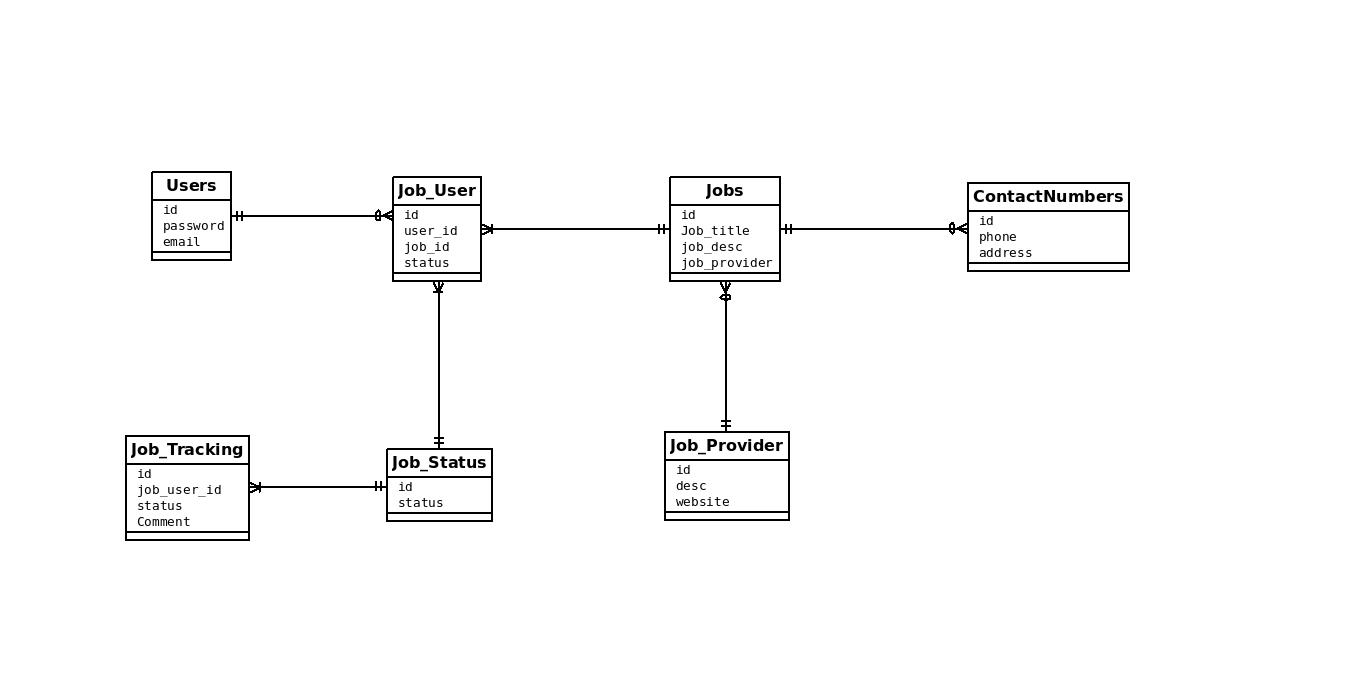 Users
id
password
email
Job_User
id
user_id
job_id
status
Jobs
id
Job_title
job_desc
job_provider
ContactNumbers
id
phone
address
Job_Tracking
id
job_user_id
status
Comment
Job_Status
id
status
Job_Provider
id
desc
website